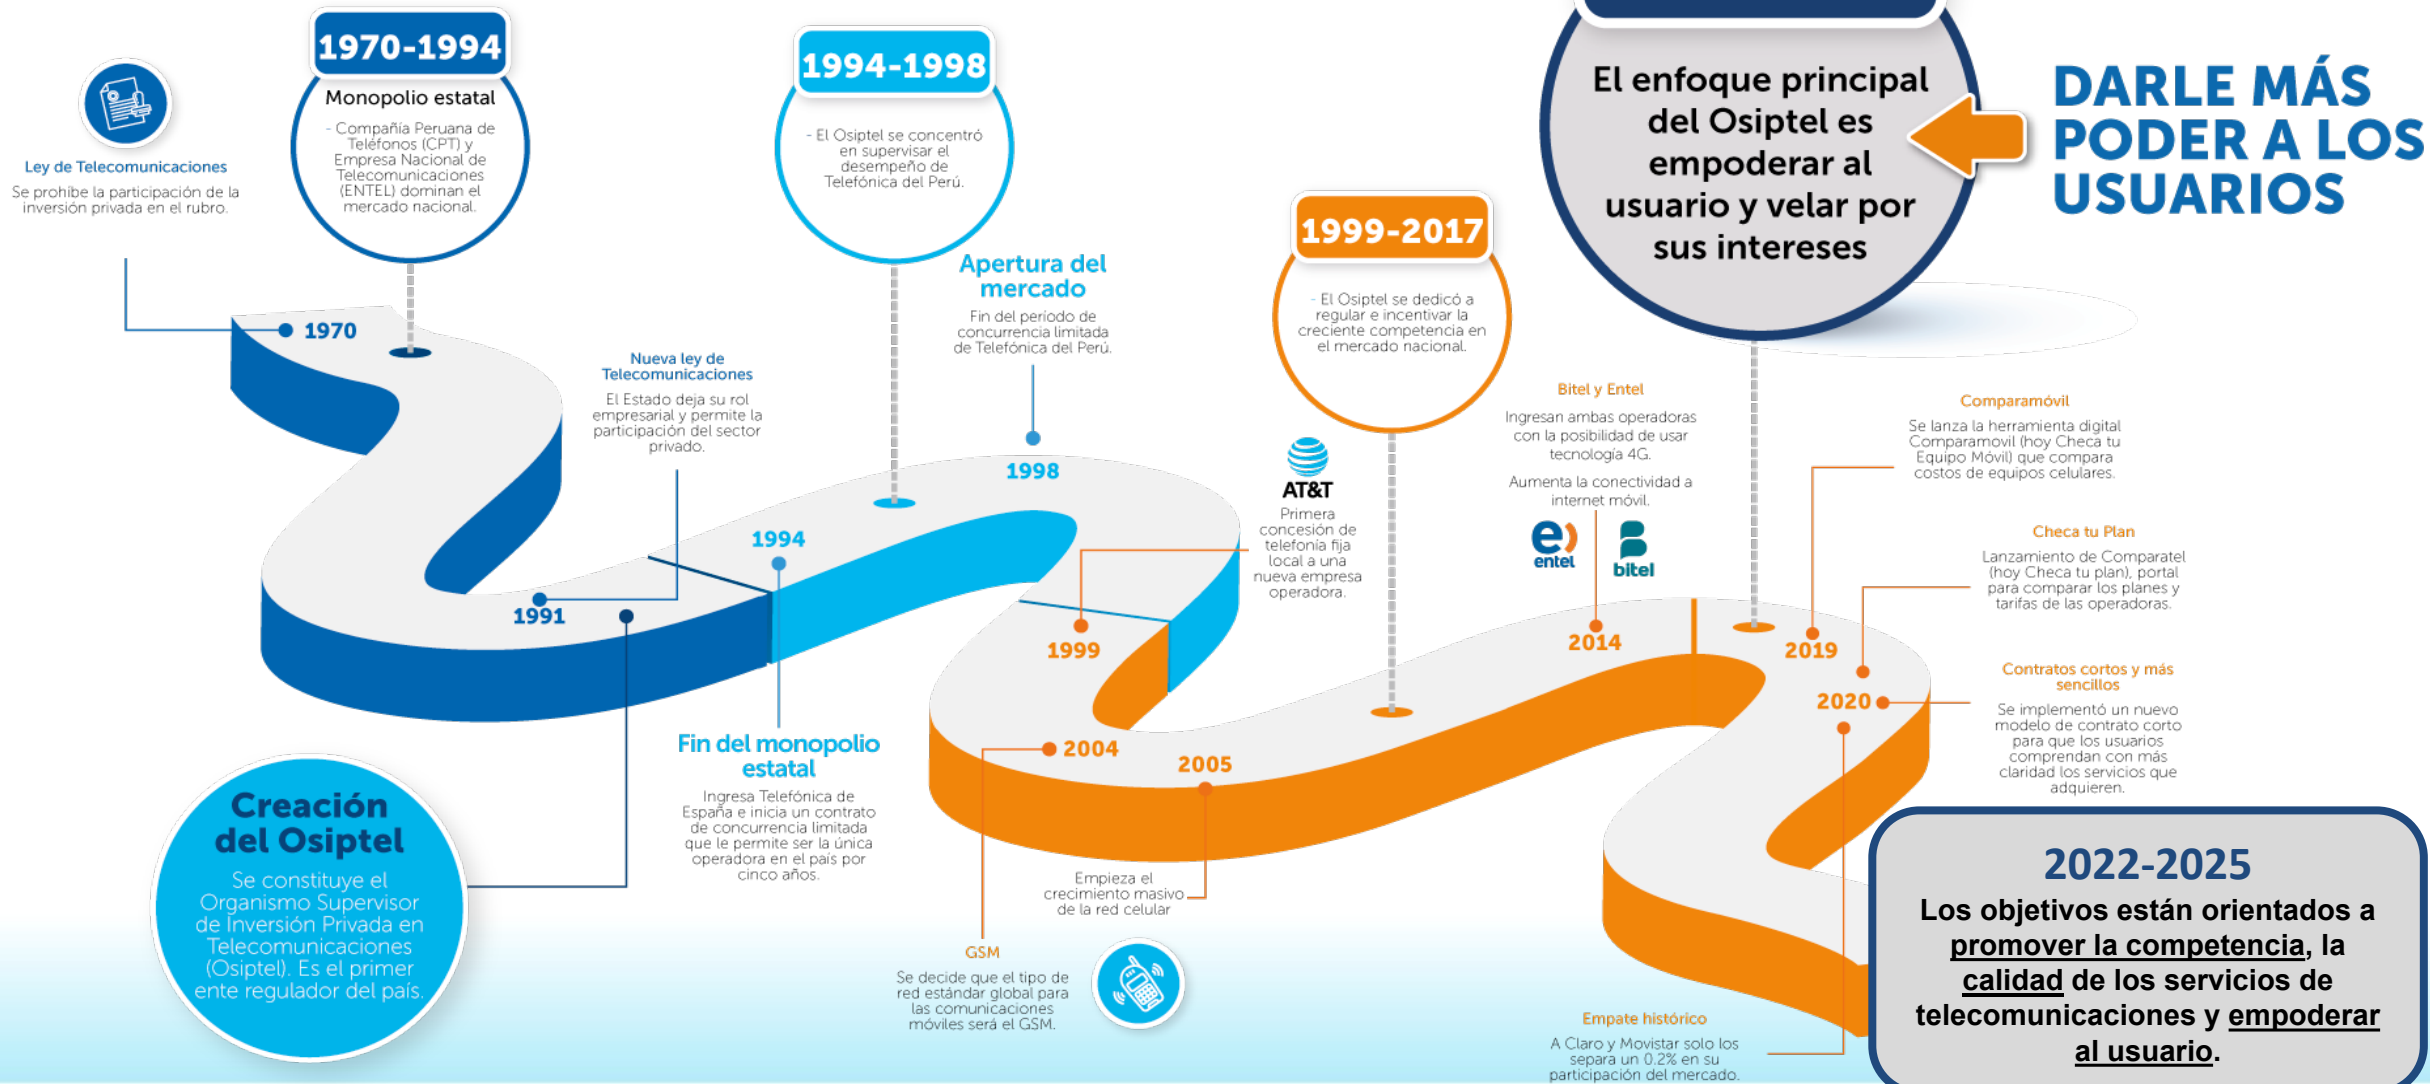 1970-1994
Monopolio estatal
- Compañía Peruana de
Teléfonos (CPT) y
Empresa Nacional de
Telecomunicaciones
(ENTEL) dominan el
mercado nacional.
Ley de Telecomunicaciones
Se prohíbe la participación de la
inversión privada en el rubro.
1970
Nueva ley de
Telecomunicaciones
El Estado deja su rol
empresarial y permite la
participación del sector
privado.
1991
Creación
del Osiptel
Se constituye el
Organismo Supervisor
de Inversión Privada en
Telecomunicaciones
(Osiptel). Es el primer
ente regulador del país.
1994-1998
- El Osiptel se concentró
en supervisar el
desempeño de
Telefónica del Perú.
1994
Fin del monopolio
estatal
Ingresa Telefónica de
España e inicia un contrato
de concurrencia limitada
que le permite ser la única
operadora en el país por
cinco años.
Apertura del
mercado
Fin del período de
concurrencia limitada
de Telefónica del Perú.
1998
1999-2017
- El Osiptel se dedicó a
regular e incentivar la
creciente competencia en
el mercado nacional.
AT&T
Primera
concesión de
telefonía fija
local a una
nueva empresa
operadora.
1999
2004
GSM
Se decide que el tipo de
red estándar global para
las comunicaciones
móviles será el GSM.
2005
Empieza el
crecimiento masivo
de la red celular
Bitel y Entel
Ingresan ambas operadoras
con la posibilidad de usar
tecnología 4G.
Aumenta la conectividad a
internet móvil.
entel
bitel
2014
El enfoque principal
del Osiptel es
empoderar al
usuario y velar por
sus intereses
DARLE MÁS
PODER A LOS
USUARIOS
Comparamóvil
Se lanza la herramienta digital
Comparamovil (hoy Checa tu
Equipo Móvil) que compara
costos de equipos celulares.
2019
Checa tu Plan
Lanzamiento de Comparatel
(hoy Checa tu plan), portal
para comparar los planes y
tarifas de las operadoras.
2020
Contratos cortos y más
sencillos
Se implementó un nuevo
modelo de contrato corto
para que los usuarios
comprendan con más
claridad los servicios que
adquieren.
Empate histórico
A Claro y Movistar solo los
separa un 0.2% en su
participación del mercado.
2022-2025
Los objetivos están orientados a
promover la competencia, la
calidad de los servicios de
telecomunicaciones y empoderar
al usuario.